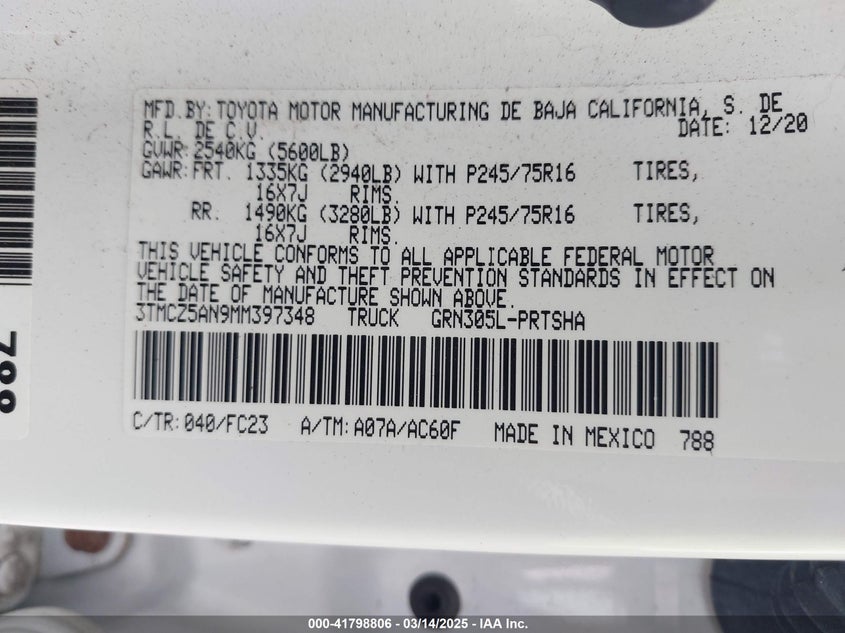 MFD.BY: TOYOTA MOTOR MANUFACTURING DE BAJA CALIFORNIA, S. DE
R.L. DE C.V. DATE: 12/20
GVWR: 2540KG (5600LB)
GAWR: FRT. 1335KG (2940LB) WITH P245/75R16 TIRES,
16X7J RIMS.
RR. 1490KG (3280LB) WITH P245/75R16 TIRES,
16X7J RIMS.
THIS VEHICLE CONFORMS TO ALL APPLICABLE FEDERAL MOTOR
VEHICLE SAFETY AND THEFT PREVENTION STANDARDS IN EFFECT ON
THE DATE OF MANUFACTURE SHOWN ABOVE.
3TMCZ5AN9MM397348 TRUCK GRN305L-PRTSHA
C/TR: 040/FC23 A/TM: A07A/AC60F MADE IN MEXICO 788
788
000-41798806 - 03/14/2025 - IAA Inc.